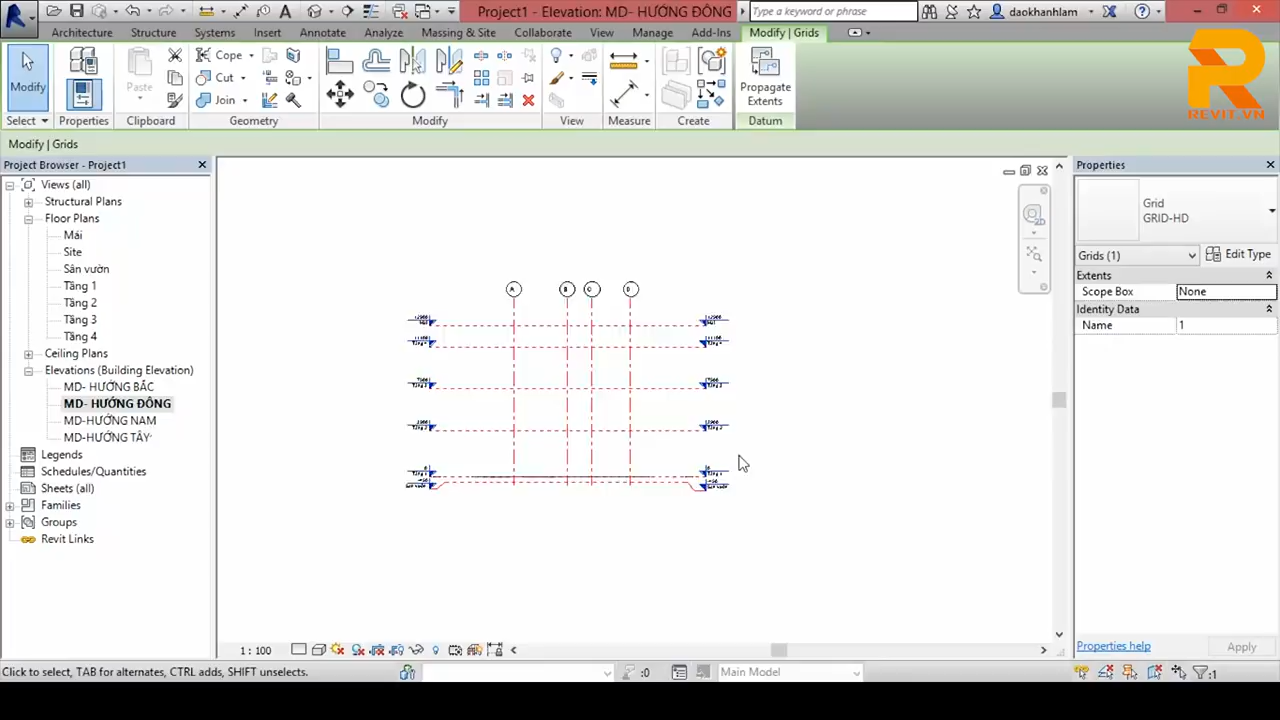 Project1 - Elevation: MD- HƯỚNG ĐÔNG
Type a keyword or phrase
daokhanhlam
Architecture Structure Systems Insert Annotate Analyze Massing & Site Collaborate View Manage Add-Ins Modify | Grids
Modify
Paste
Cope
Cut
Join
Propagate
Extents
Select Properties Clipboard Geometry Modify View Measure Create Datum
REVIT.VN
Modify | Grids
Project Browser - Project1
Views (all)
Structural Plans
Floor Plans
Mái
Site
Sân vườn
Tầng 1
Tầng 2
Tầng 3
Tầng 4
Ceiling Plans
Elevations (Building Elevation)
MD- HƯỚNG BẮC
MD- HƯỚNG ĐÔNG
MD-HƯỚNG NAM
MD-HƯỚNG TÂY
Legends
Schedules/Quantities
Sheets (all)
Families
Groups
Revit Links
A B C D
Properties
Grid
GRID-HD
Grids (1)
Edit Type
Extents
Scope Box None
Identity Data
Name 1
Properties help
Apply
1 : 100
Click to select, TAB for alternates, CTRL adds, SHIFT unselects.
:0
Main Model
:1